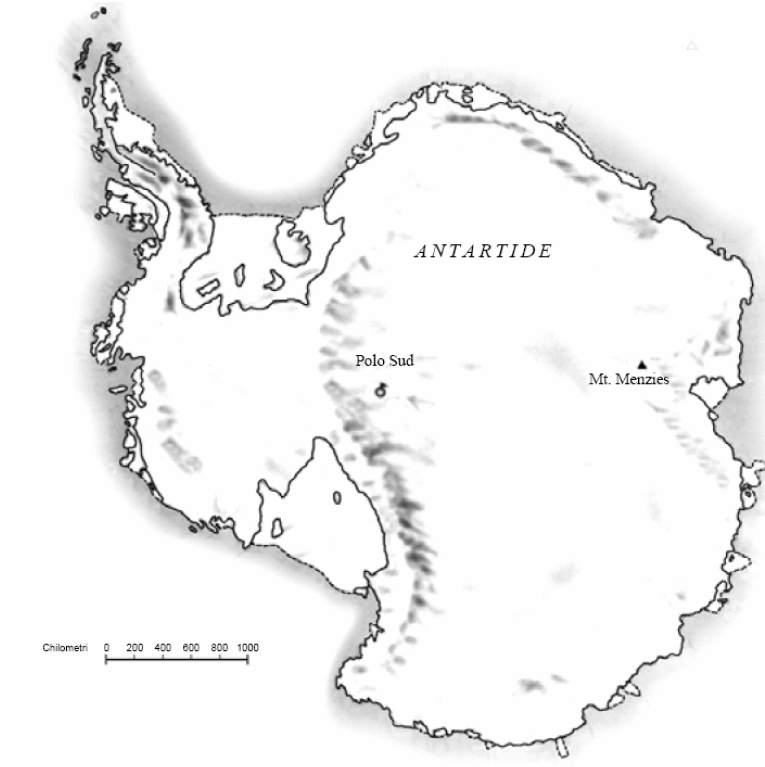 ANTARTIDE
Polo Sud
Mt. Menzies
Chilometri 0 200 400 600 800 1000